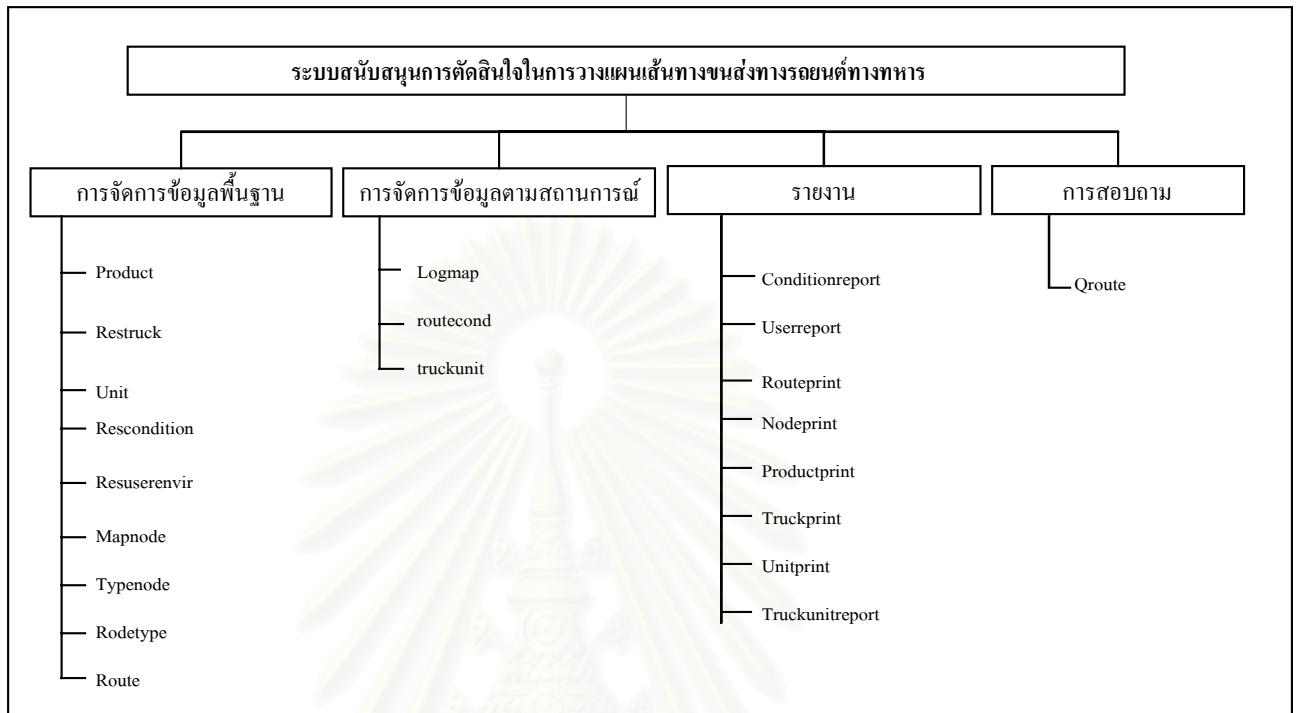 ระบบสนับสนุนการตัดสินใจในการวางแผนเส้นทางขนส่งทางรถยนต์ทางทหาร
การจัดการข้อมูลพื้นฐาน
Product
Restruck
Unit
Rescondition
Resuserenvir
Mapnode
Typenode
Rodetype
Route
การจัดการข้อมูลตามสถานการณ์
Logmap
routecond
truckunit
รายงาน
Conditionreport
Userreport
Routeprint
Nodeprint
Productprint
Truckprint
Unitprint
Truckunitreport
การสอบถาม
Qroute